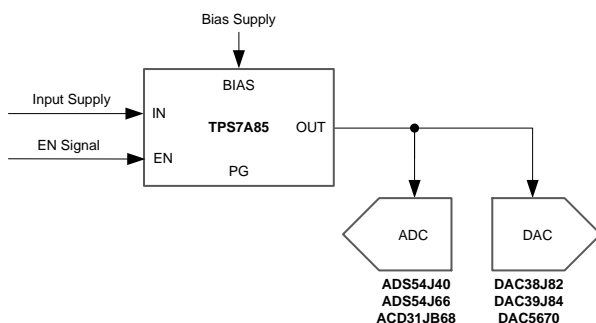 Bias Supply
BIAS
Input Supply
IN
TPS7A85
OUT
EN Signal
EN
PG
ADC
DAC
ADS54J40
ADS54J66
ACD31JB68
DAC38J82
DAC39J84
DAC5670